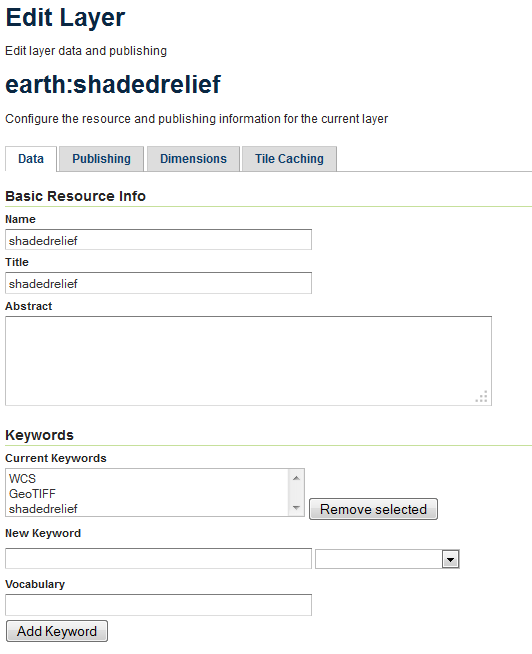 Edit Layer
Edit layer data and publishing
earth:shadedrelief
Configure the resource and publishing information for the current layer
Data Publishing Dimensions Tile Caching
Basic Resource Info
Name
shadedrelief
Title
shadedrelief
Abstract
Keywords
Current Keywords
WCS
GeoTIFF
shadedrelief
Remove selected
New Keyword
Vocabulary
Add Keyword